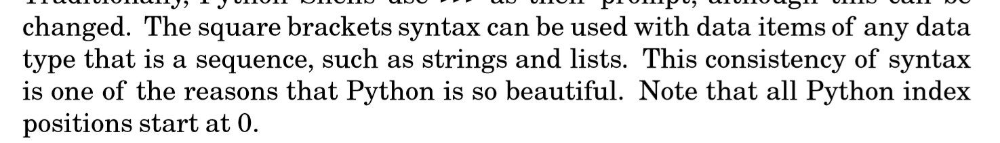 Traditionally, Python Shells use >>> as their prompt, although this can be
changed. The square brackets syntax can be used with data items of any data
type that is a sequence, such as strings and lists. This consistency of syntax
is one of the reasons that Python is so beautiful. Note that all Python index
positions start at 0.